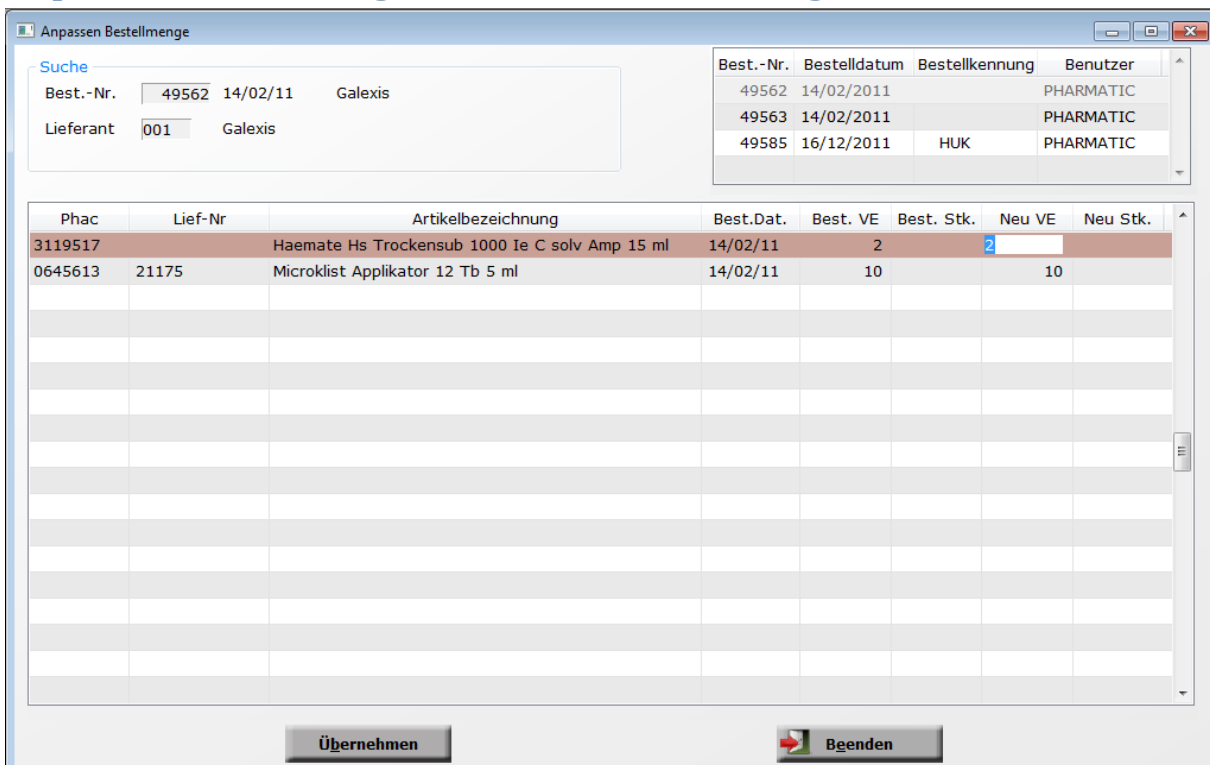 Anpassen Bestellmenge
Suche
Best.-Nr. 49562 14/02/11 Galexis
Lieferant 001 Galexis
Best.-Nr. Bestelldatum Bestellkennung Benutzer
49562 14/02/2011 PHARMATIC
49563 14/02/2011 PHARMATIC
49585 16/12/2011 HUK PHARMATIC
Phac Lief-Nr Artikelbezeichnung Best.Dat. Best. VE Best. Stk. Neu VE Neu Stk.
3119517 Haemate Hs Trockensub 1000 Ie C solv Amp 15 ml 14/02/11 2 2
0645613 21175 Microklist Applikator 12 Tb 5 ml 14/02/11 10 10
Übernehmen Beenden